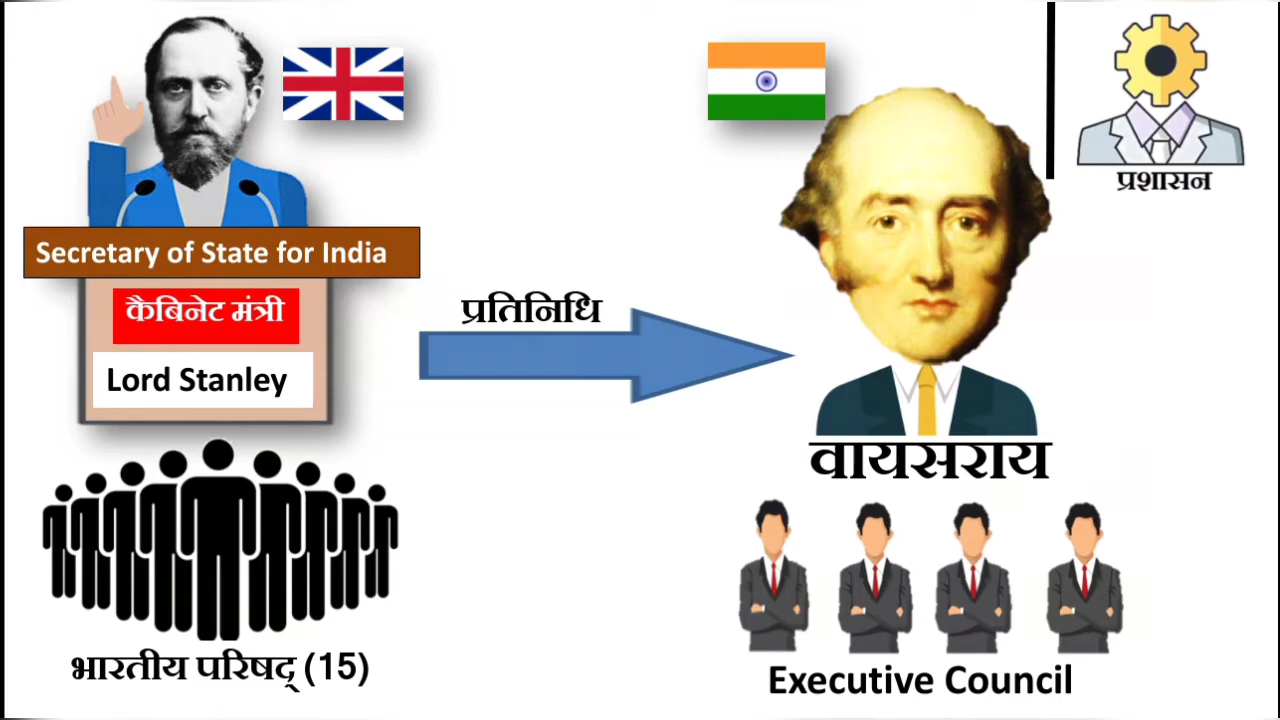 Secretary of State for India
कैबिनेट मंत्री
Lord Stanley
भारतीय परिषद् (15)
प्रतिनिधि
प्रशासन
वायसराय
Executive Council